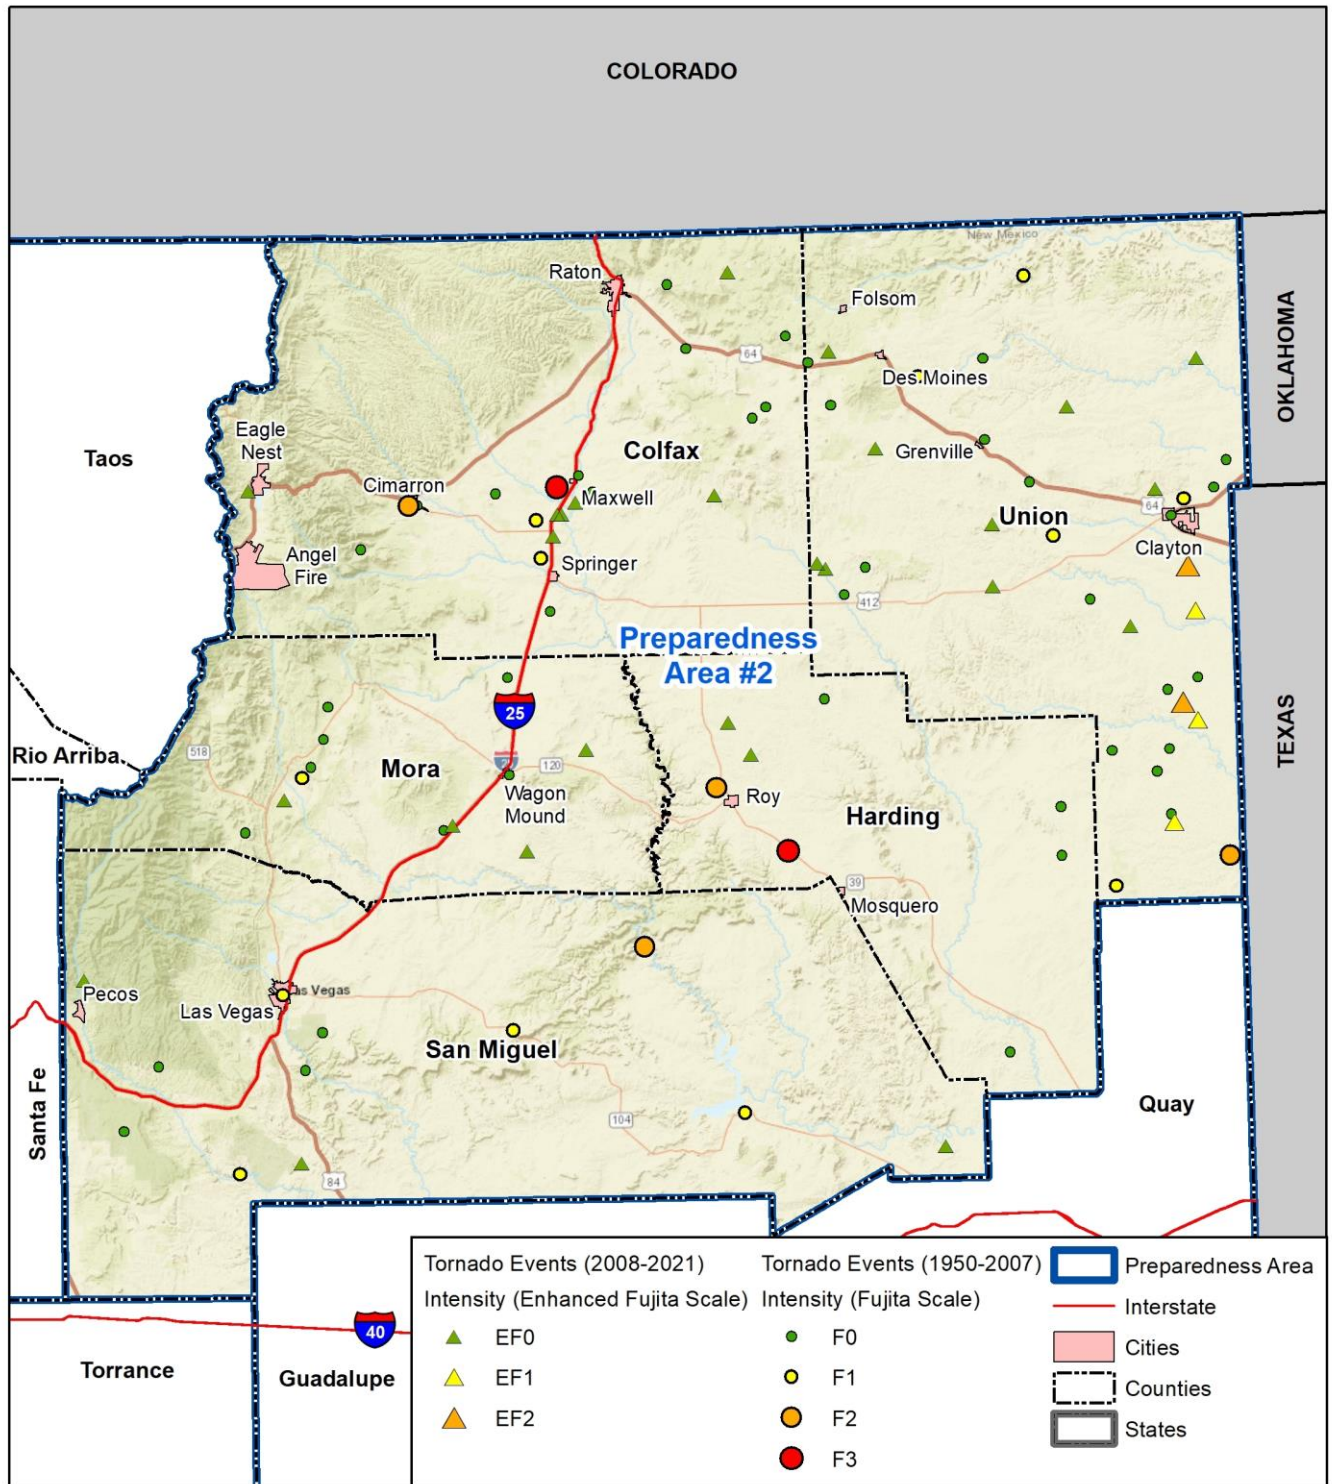 COLORADO
New Mexico
Raton
Folsom
OKLAHOMA
64
Des Moines
Taos
Eagle
Nest
Colfax
Grenville
Cimarron
Maxwell
64
Union
Clayton
Angel
Fire
Springer
412
Preparedness
Area #2
TEXAS
25
Rio Arriba
518
Mora
120
Wagon
Mound
Roy
Harding
39
Mosquero
Pecos
Las Vegas
as Vegas
San Miguel
Santa Fe
104
Quay
84
Tornado Events (2008-2021)
Intensity (Enhanced Fujita Scale)
EF0
EF1
EF2
Tornado Events (1950-2007)
Intensity (Fujita Scale)
F0
F1
F2
F3
Preparedness Area
Interstate
Cities
Counties
States
40
Torrance
Guadalupe